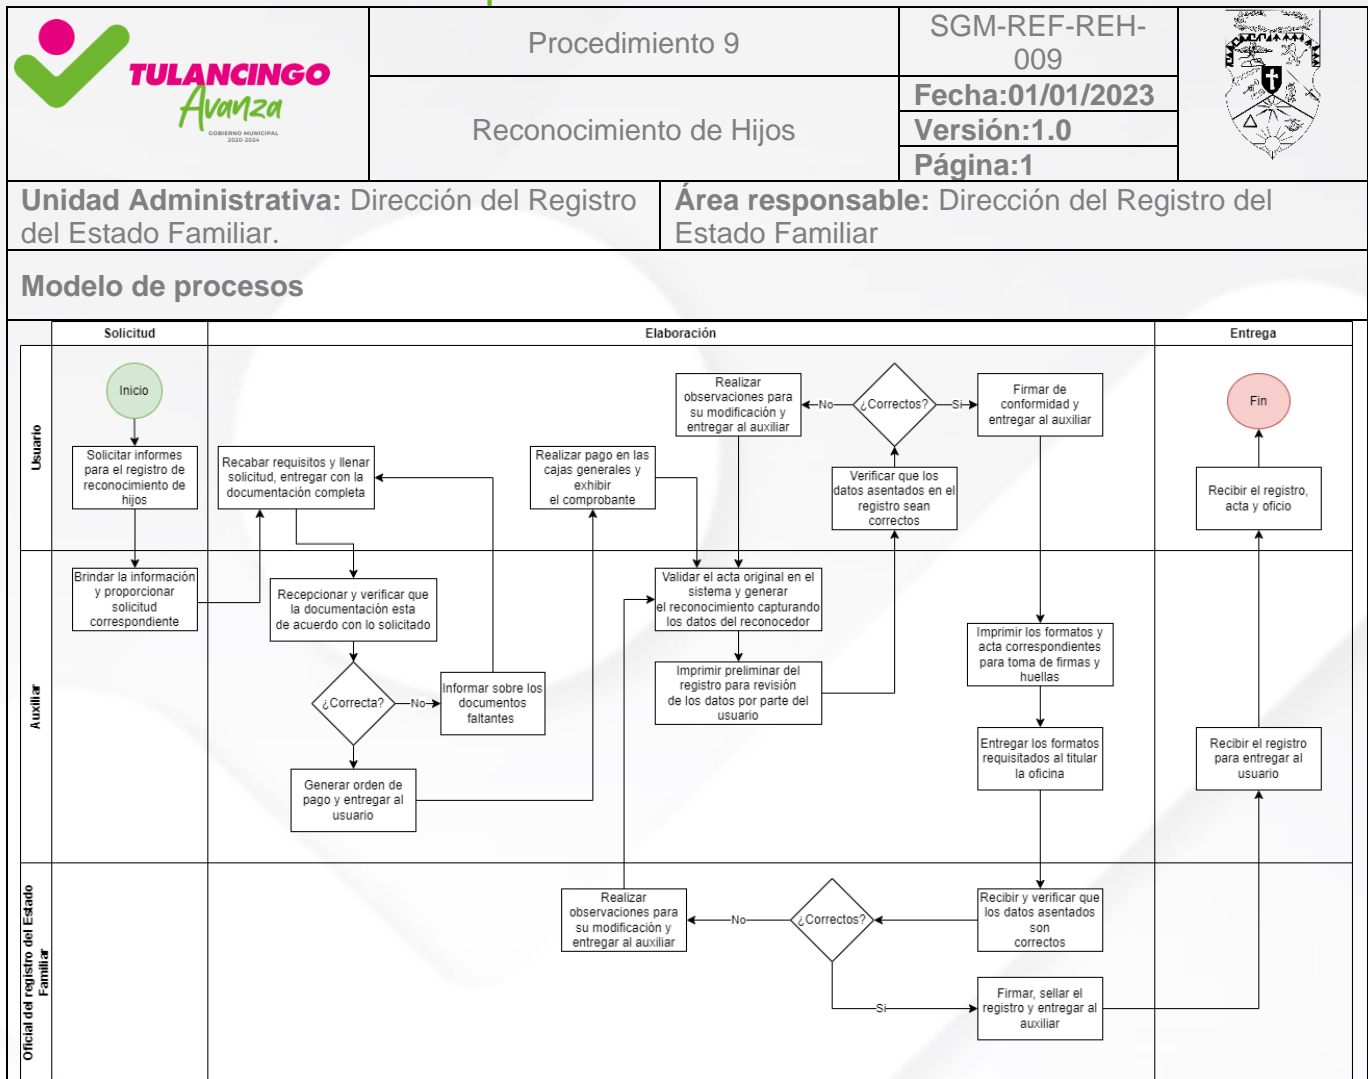 TULANCINGO
Avanza
GOBIERNO MUNICIPAL
2020-2024
Procedimiento 9
Reconocimiento de Hijos
SGM-REF-REH-
009
Fecha:01/01/2023
Versión:1.0
Página:1
Unidad Administrativa: Dirección del Registro
del Estado Familiar.
Área responsable: Dirección del Registro del
Estado Familiar
Modelo de procesos
Solicitud
Elaboración
Entrega
Usuario
Inicio
Solicitar informes
para el registro de
reconocimiento de
hijos
Recabar requisitos y llenar
solicitud, entregar con la
documentación completa
Realizar pago en las
cajas generales y
exhibir
el comprobante
Realizar
observaciones para
su modificación y
entregar al auxiliar
No
¿Correctos?
Si
Firmar de
conformidad y
entregar al auxiliar
Verificar que los
datos asentados en el
registro sean
correctos
Fin
Recibir el registro,
acta y oficio
Auxiliar
Brindar la información
y proporcionar
solicitud
correspondiente
Recepcionar y verificar que
la documentación esta
de acuerdo con lo solicitado
¿Correcta?
No
Informar sobre los
documentos
faltantes
Generar orden de
pago y entregar al
usuario
Validar el acta original en el
sistema y generar
el reconocimiento capturando
los datos del reconocedor
Imprimir preliminar del
registro para revisión
de los datos por parte del
usuario
Imprimir los formatos y
acta correspondientes
para toma de firmas y
huellas
Entregar los formatos
requisitados al titular
la oficina
Recibir el registro
para entregar al
usuario
Oficial del registro del Estado
Familiar
Realizar
observaciones para
su modificación y
entregar al auxiliar
No
¿Correctos?
Recibir y verificar que
los datos asentados
son
correctos
Si
Firmar, sellar el
registro y entregar al
auxiliar